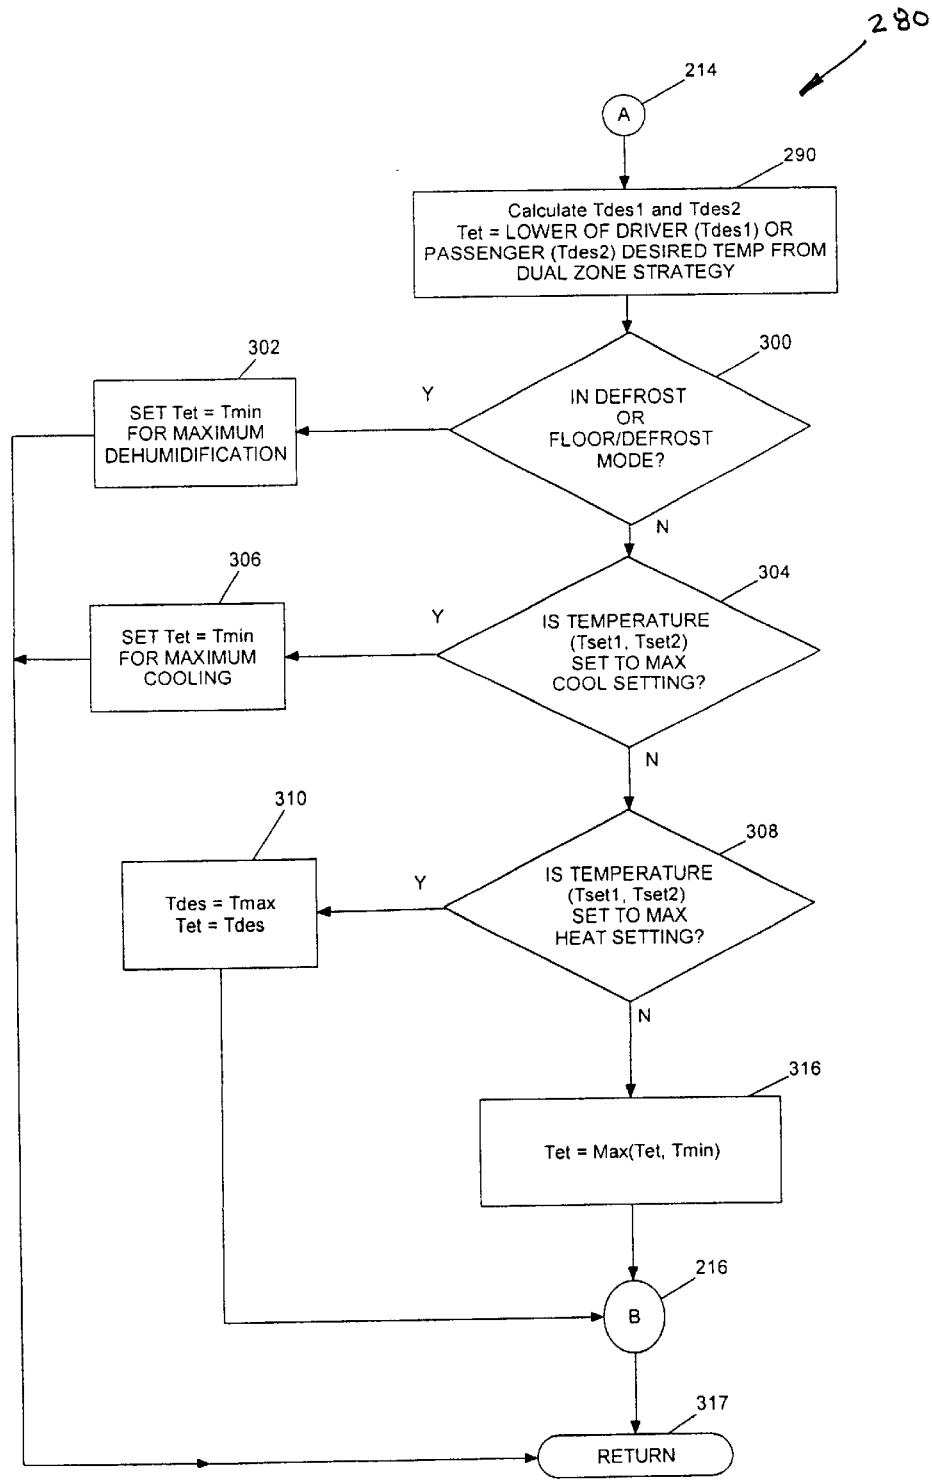 280
214
A
290
Calculate Tdes1 and Tdes2
Tet = LOWER OF DRIVER (Tdes1) OR
PASSENGER (Tdes2) DESIRED TEMP FROM
DUAL ZONE STRATEGY
300
IN DEFROST
OR
FLOOR/DEFROST
MODE?
Y
302
SET Tet = Tmin
FOR MAXIMUM
DEHUMIDIFICATION
N
304
IS TEMPERATURE
(Tset1, Tset2)
SET TO MAX
COOL SETTING?
Y
306
SET Tet = Tmin
FOR MAXIMUM
COOLING
N
308
IS TEMPERATURE
(Tset1, Tset2)
SET TO MAX
HEAT SETTING?
Y
310
Tdes = Tmax
Tet = Tdes
N
316
Tet = Max(Tet, Tmin)
216
B
317
RETURN